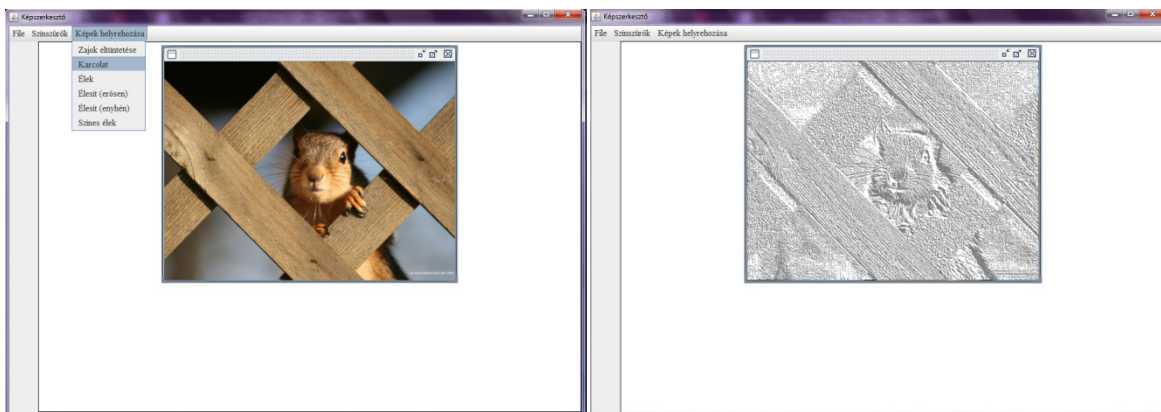 Képszerkesztő
File Színszűrők Képek helyrehozása
Zajok eltüntetése
Karcolat
Élek
Élesít (erősen)
Élesít (enyhén)
Színes élek
Képszerkesztő
File Színszűrők Képek helyrehozása